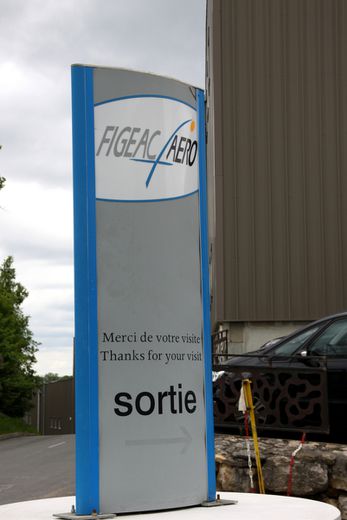 FIGEAC AERO
Merci de votre visite
Thanks for your visit
sortie